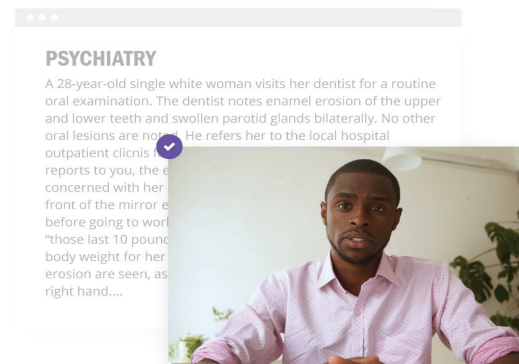 PSYCHIATRY
A 28-year-old single white woman visits her dentist for a routine
oral examination. The dentist notes enamel erosion of the upper
and lower teeth and swollen parotid glands bilaterally. No other
oral lesions are noted. He refers her to the local hospital
outpatient clicnis
reports to you, the
concerned with her
front of the mirror
before going to
"those last 10
body weight for her
erosion are seen, as
right hand....